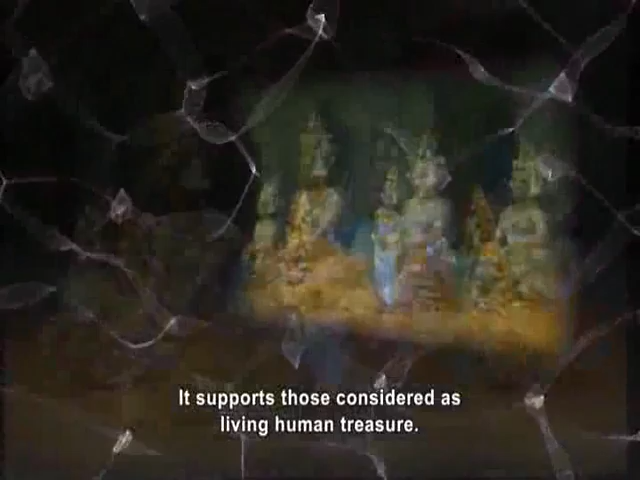 It supports those considered as
living human treasure.